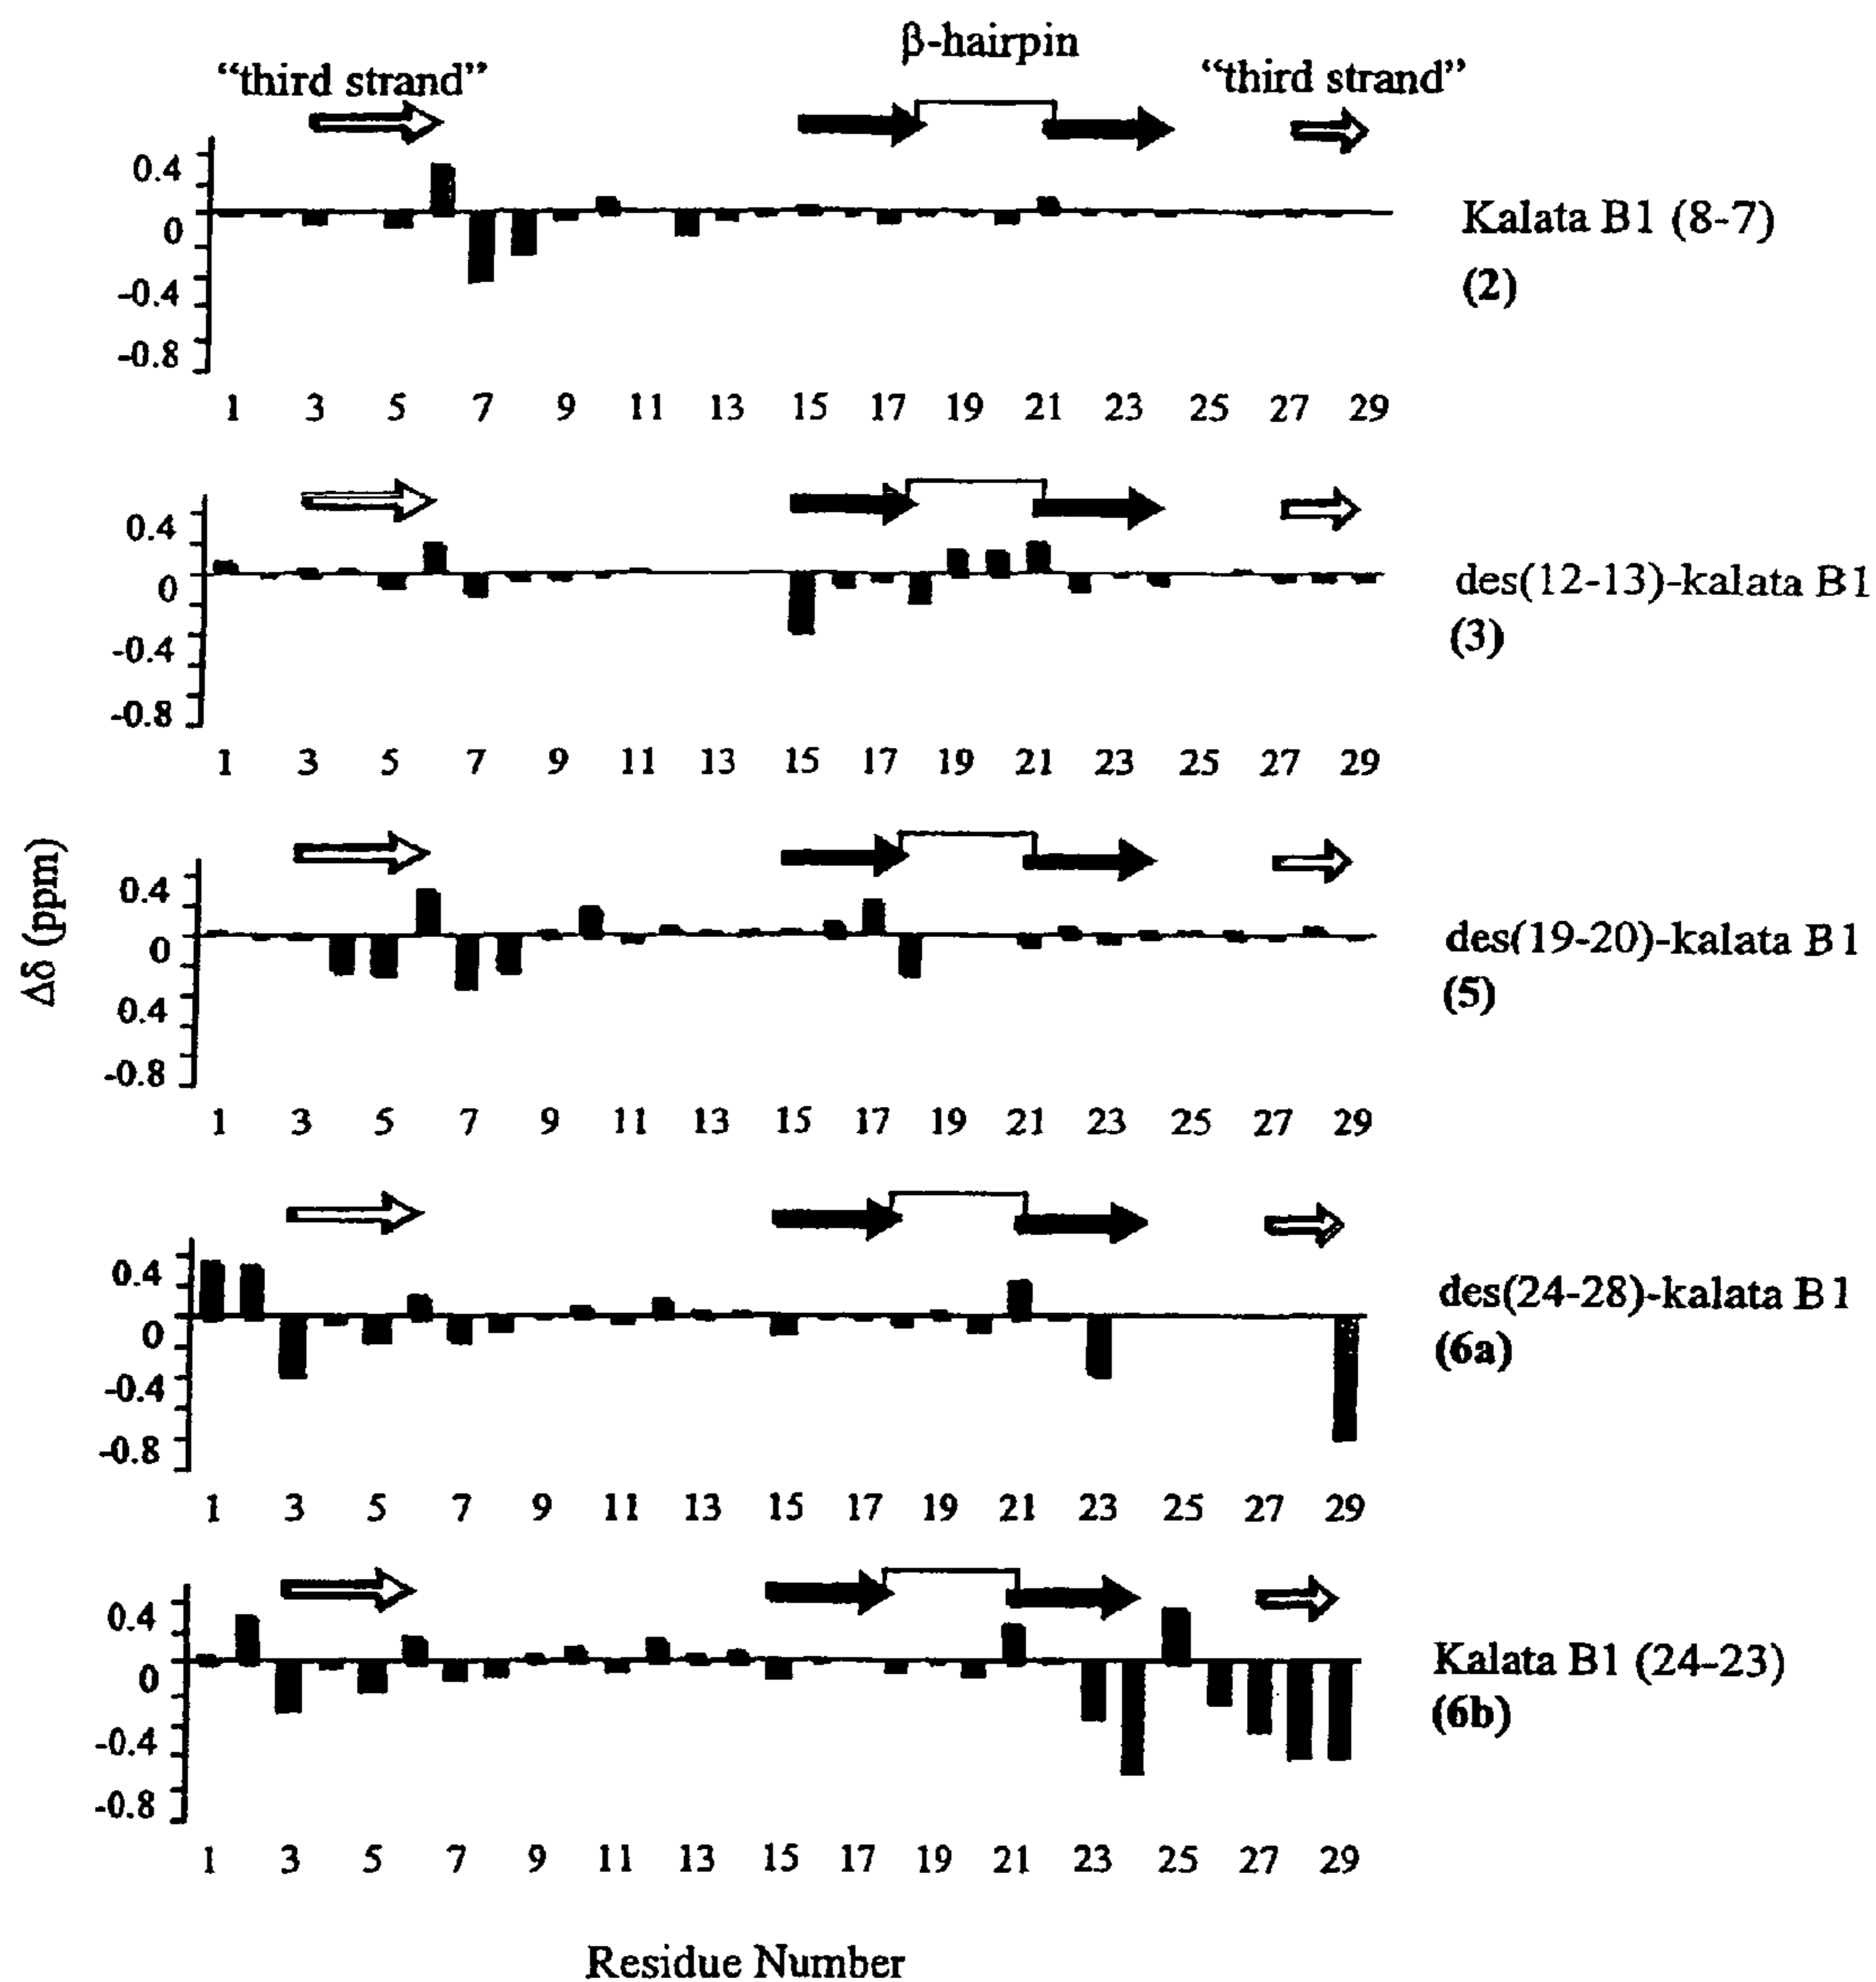 β-hairpin
“third strand”
“third strand”
0.4
0
-0.4
-0.8
Kalata B1 (8-7)
(2)
1 3 5 7 9 11 13 15 17 19 21 23 25 27 29
0.4
0
-0.4
-0.8
des(12-13)-kalata B1
(3)
1 3 5 7 9 11 13 15 17 19 21 23 25 27 29
Δδ (ppm)
0.4
0
0.4
-0.8
des(19-20)-kalata B1
(5)
1 3 5 7 9 11 13 15 17 19 21 23 25 27 29
0.4
0
-0.4
-0.8
des(24-28)-kalata B1
(6a)
1 3 5 7 9 11 13 15 17 19 21 23 25 27 29
0.4
0
-0.4
-0.8
Kalata B1 (24-23)
(6b)
1 3 5 7 9 11 13 15 17 19 21 23 25 27 29
Residue Number